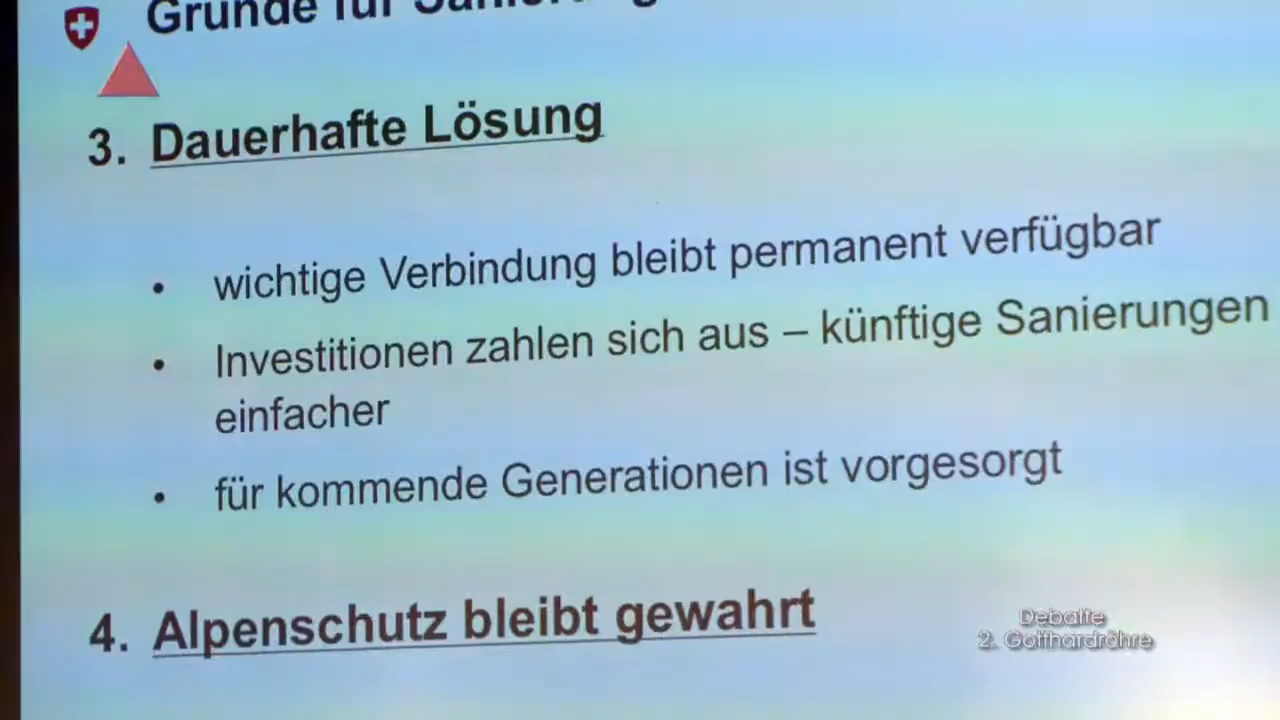 Gründe für Sanierung
3. Dauerhafte Lösung
• wichtige Verbindung bleibt permanent verfügbar
• Investitionen zahlen sich aus – künftige Sanierungen
einfacher
• für kommende Generationen ist vorgesorgt
4. Alpenschutz bleibt gewahrt
Debatte
2. Gotthardröhre